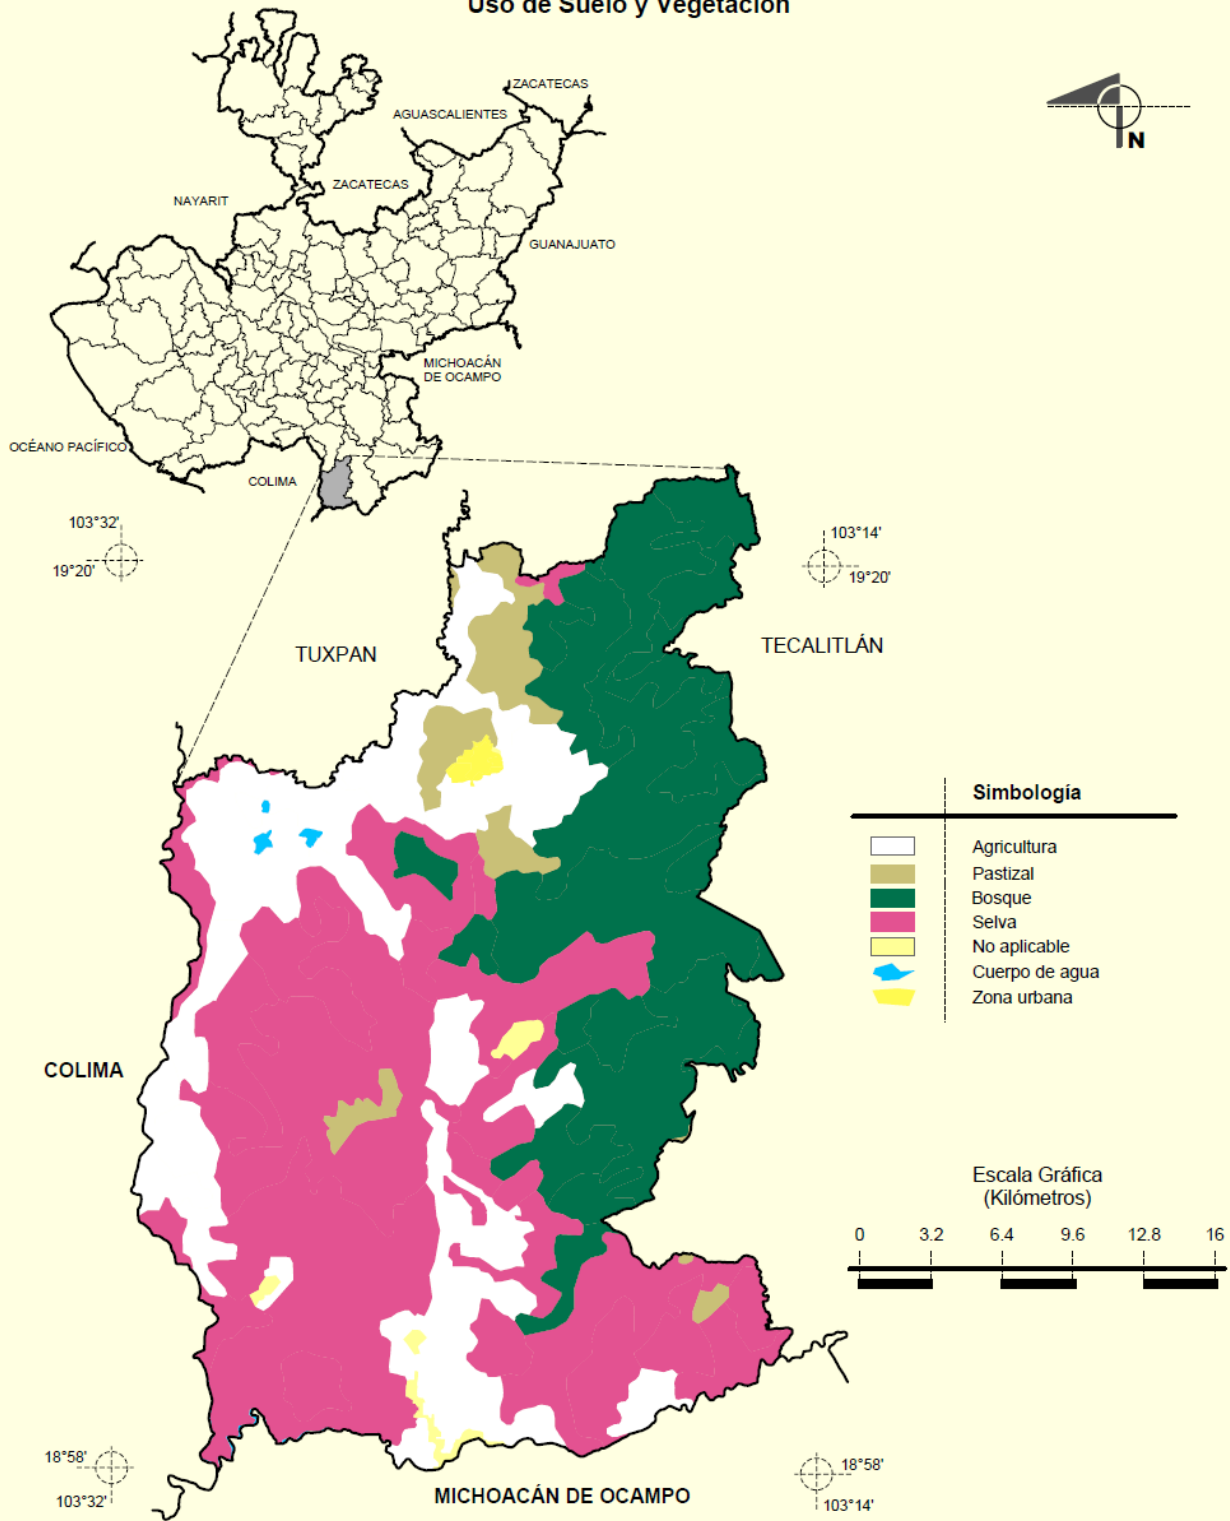 Uso de Suelo y Vegetación
ZACATECAS
AGUASCALIENTES
N
ZACATECAS
NAYARIT
GUANAJUATO
MICHOACÁN
DE OCAMPO
OCÉANO PACÍFICO
COLIMA
103°32'
19°20'
103°14'
19°20'
TUXPAN
TECALITLÁN
Simbología
Agricultura
Pastizal
Bosque
Selva
No aplicable
Cuerpo de agua
Zona urbana
COLIMA
Escala Gráfica
(Kilómetros)
0 3.2 6.4 9.6 12.8 16
18°58'
103°32'
18°58'
103°14'
MICHOACÁN DE OCAMPO